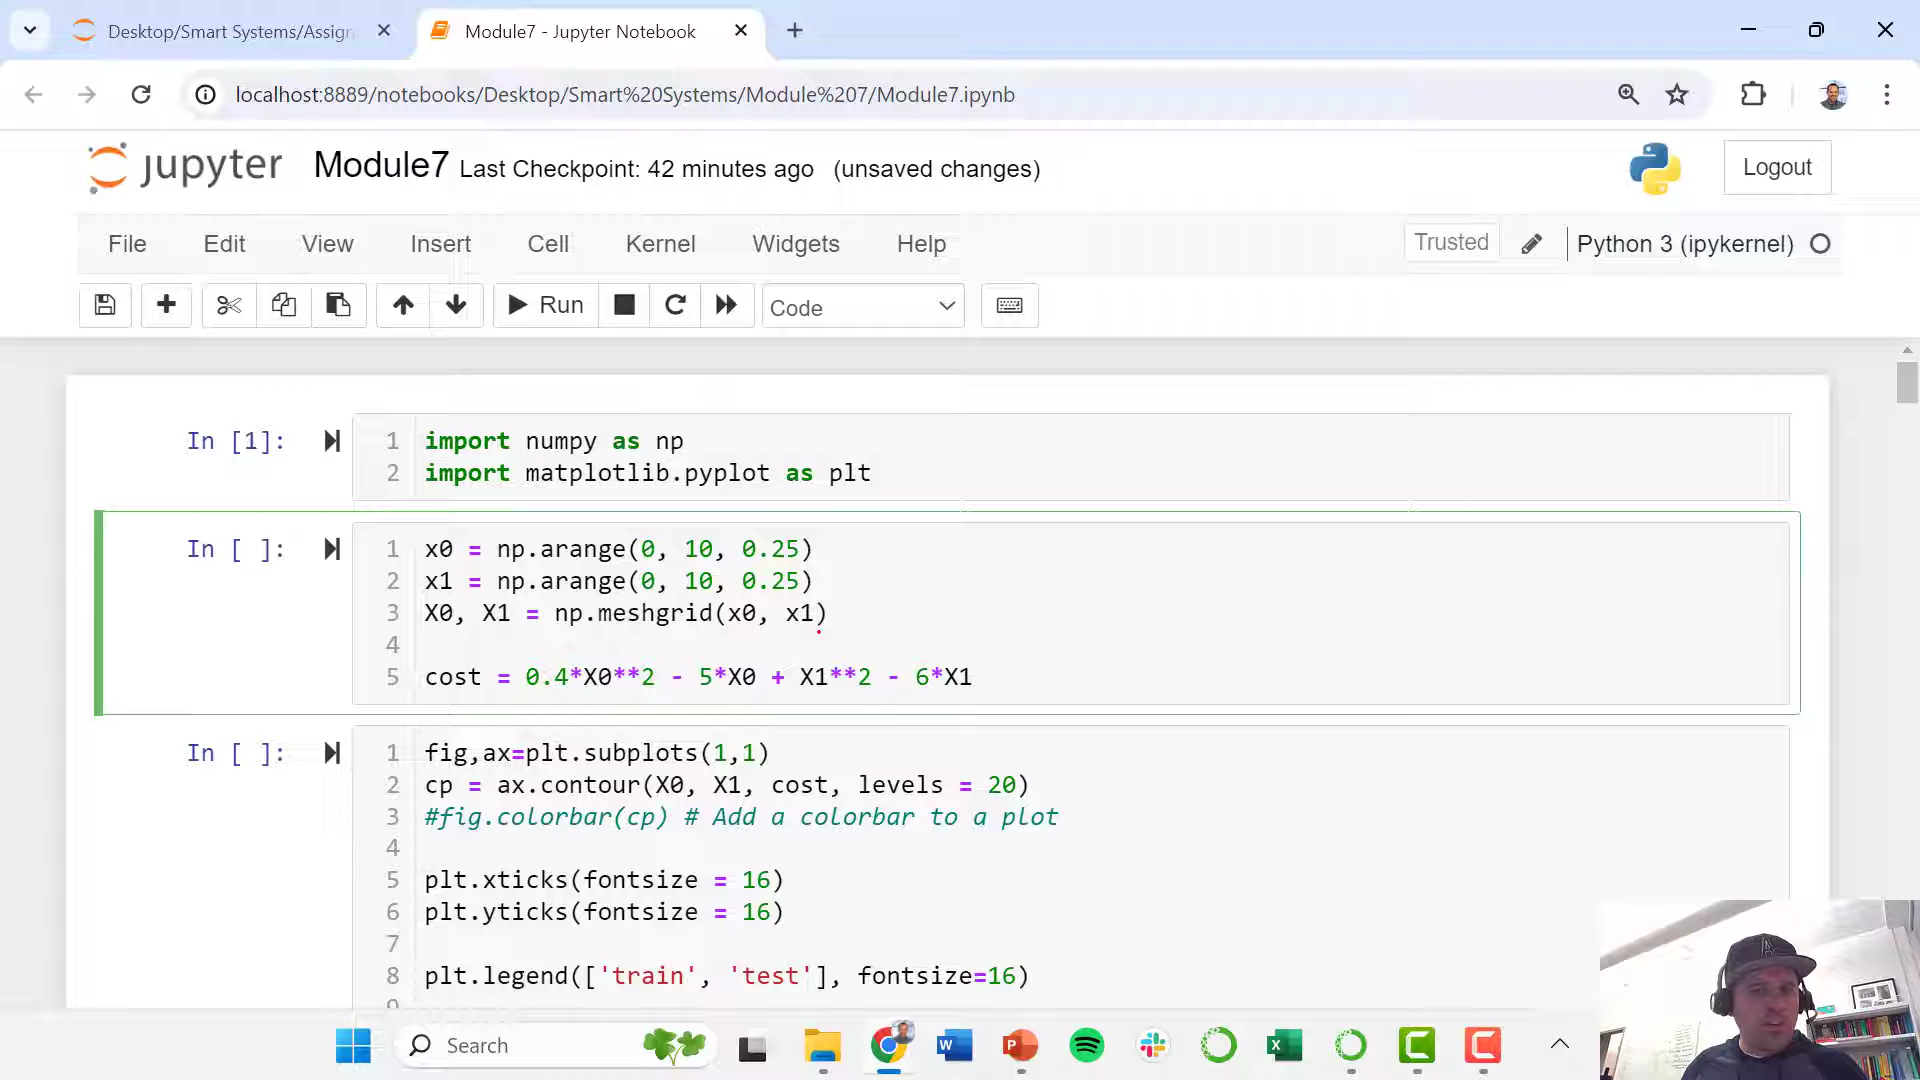 Desktop/Smart Systems/Assign
Module7 - Jupyter Notebook
localhost:8889/notebooks/Desktop/Smart%20Systems/Module%207/Module7.ipynb
jupyter Module7 Last Checkpoint: 42 minutes ago (unsaved changes)
Logout
File Edit View Insert Cell Kernel Widgets Help
Trusted
Python 3 (ipykernel)
Run
Code
In [1]:
1 import numpy as np
2 import matplotlib.pyplot as plt
In [ ]:
1 x0 = np.arange(0, 10, 0.25)
2 x1 = np.arange(0, 10, 0.25)
3 X0, X1 = np.meshgrid(x0, x1)
4
5 cost = 0.4*X0**2 - 5*X0 + X1**2 - 6*X1
In [ ]:
1 fig,ax=plt.subplots(1,1)
2 cp = ax.contour(X0, X1, cost, levels = 20)
3 #fig.colorbar(cp) # Add a colorbar to a plot
4
5 plt.xticks(fontsize = 16)
6 plt.yticks(fontsize = 16)
7
8 plt.legend(['train', 'test'], fontsize=16)
9
Search